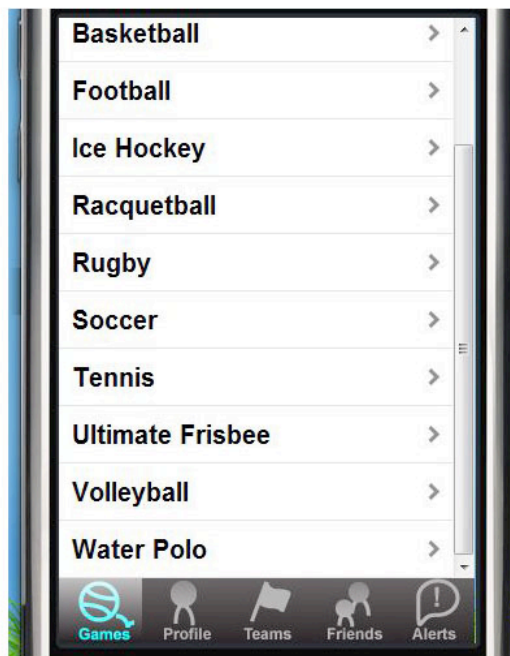 Basketball
Football
Ice Hockey
Racquetball
Rugby
Soccer
Tennis
Ultimate Frisbee
Volleyball
Water Polo
Games Profile Teams Friends Alerts